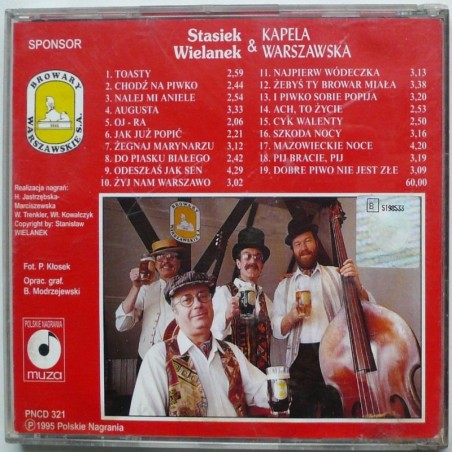 SPONSOR
BROWARY
WARSZAWSKIE S.A.
Stasiek
Wielanek
&
KAPELA
WARSZAWSKA
1. TOASTY 2,59
2. CHODŹ NA PIWKO 2,44
3. NALEJ MI ANIELE 2,54
4. AUGUSTA 3,33
5. OJ - RA 2,06
6. JAK JUŻ POPIĆ 2,21
7. ŻEGNAJ MARYNARZU 3,12
8. DO PIASKU BIAŁEGO 2,42
9. ODESZŁAŚ JAK SEN 4,29
10. ŻYJ NAM WARSZAWO 3,02
11. NAJPIERW WÓDECZKA 3,13
12. ŻEBYŚ TY BROWAR MIAŁA 3,38
13. I PIWKO SOBIE POPIJA 3,20
14. ACH, TO ŻYCIE 2,53
15. CYK WALENTY 2,50
16. SZKODA NOCY 3,16
17. MAZOWIECKIE NOCE 4,20
18. PIJ BRACIE, PIJ 3,19
19. DOBRE PIWO NIE JEST ZŁE 3,09
60,00
Realizacja nagrań:
H. Jastrzębska-
Marciszewska
W. Trenkler, Wł. Kowalczyk
Copyright by: Stanisław
WIELANEK
Fot. P. Kłosek
Oprac. graf.
B. Modrzejewski
BROWARY
B 5198533
POLSKIE NAGRANIA
muza
PNCD 321
Ⓟ 1995 Polskie Nagrania